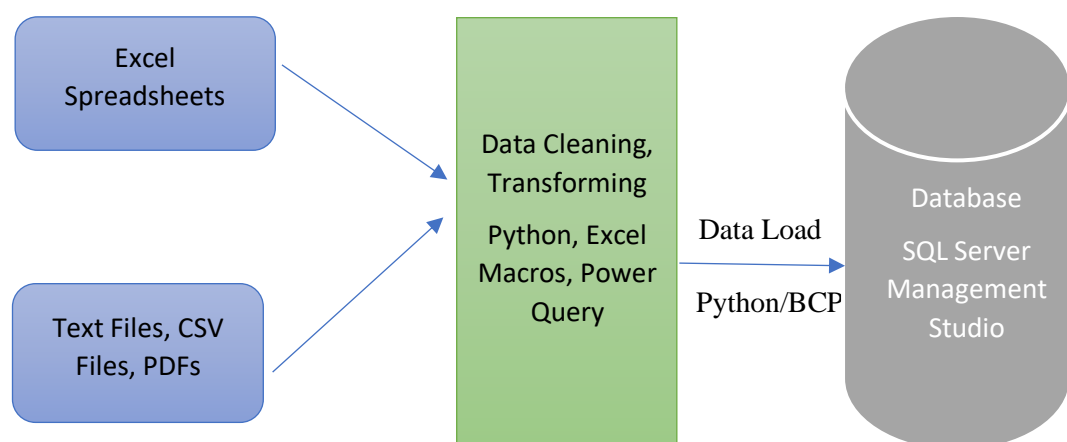 Excel
Spreadsheets
Text Files, CSV
Files, PDFs
Data Cleaning,
Transforming
Python, Excel
Macros, Power
Query
Data Load
Python/BCP
Database
SQL Server
Management
Studio